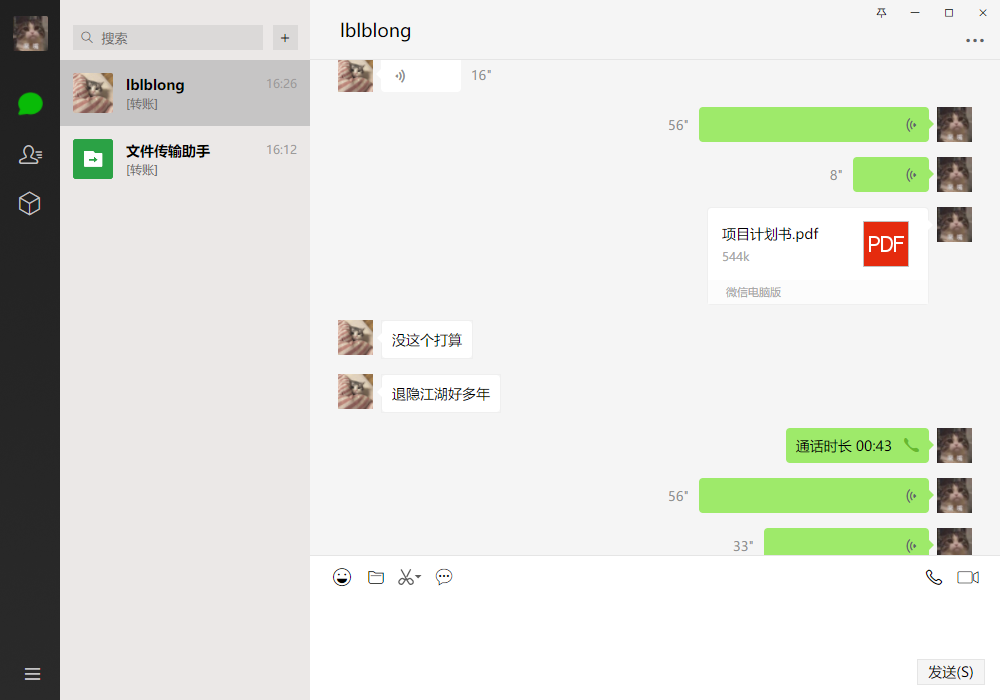 搜索
+
lblblong
16:26
[转账]
文件传输助手
16:12
[转账]
lblblong
16"
56"
8"
项目计划书.pdf
544k
PDF
微信电脑版
没这个打算
退隐江湖好多年
通话时长 00:43
56"
33"
发送(S)